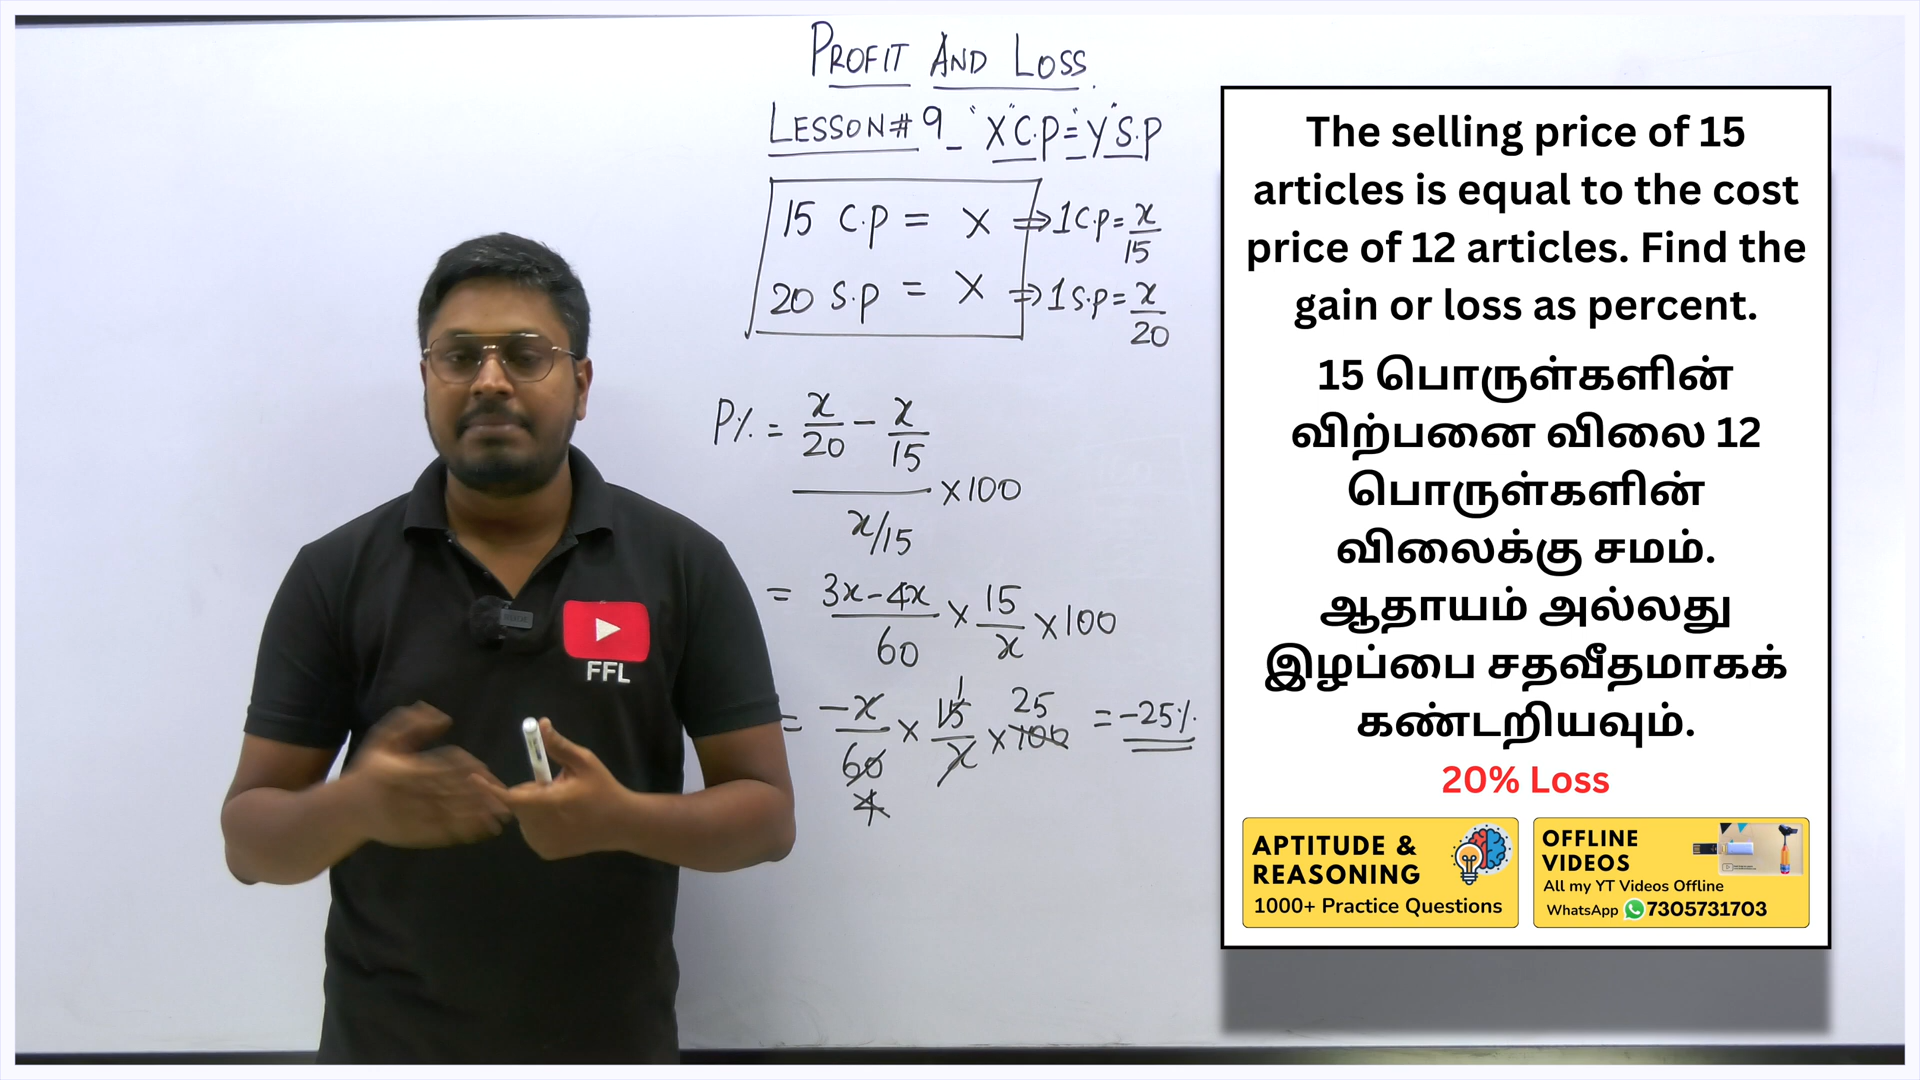 PROFIT AND LOSS
LESSON# 9 - "X" C.P = "Y" S.P
15 C.P = X ⇒ 1 C.P = x/15
20 S.P = X ⇒ 1 S.P = x/20
P% = x/20 - x/15
x/15 ×100
= 3x-4x/60 × 15/x ×100
= -x/60 × 15/x ×100 = -25%
4 1 25
FFL
The selling price of 15
articles is equal to the cost
price of 12 articles. Find the
gain or loss as percent.
15 பொருள்களின்
விற்பனை விலை 12
பொருள்களின்
விலைக்கு சமம்.
ஆதாயம் அல்லது
இழப்பை சதவீதமாகக்
கண்டறியவும்.
20% Loss
APTITUDE &
REASONING
1000+ Practice Questions
OFFLINE
VIDEOS
All my YT Videos Offline
WhatsApp 7305731703